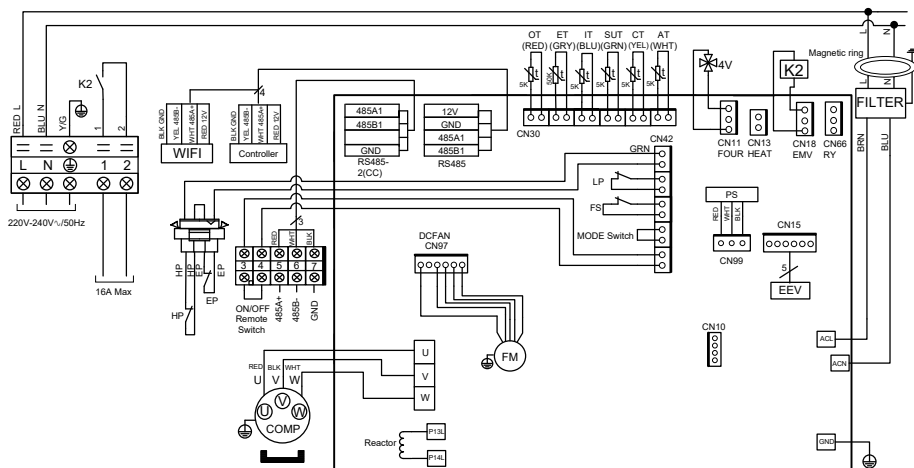 OT ET IT SUT CT AT
(RED) (GRY) (BLU) (GRN) (YEL) (WHT)
5K 50K 5K 5K 5K 5K
t t t t t t
CN30
L N
Magnetic ring
L N
FILTER
BRN BLU
4V
K2
CN11
FOUR
CN13
HEAT
CN18
EMV
CN66
RY
K2
RED L
BLU N
Y/G
1 2
L N 1 2
220V-240V∿/50Hz
16A Max
4
BLK GND
YEL 485B-
WHT 485A+
RED 12V
WIFI
BLK GND
YEL 485B-
WHT 485A+
RED 12V
Controller
485A1
485B1
GND
RS485-
2(CC)
12V
GND
485A1
485B1
RS485
CN42
GRN
LP
FS
MODE Switch
PS
RED WHT BLK
CN99
CN15
5
EEV
HP HP EP EP
EP
HP
3
RED WHT BLK
3 4 5 6 7
ON/OFF
Remote
Switch
485A+
485B-
GND
DCFAN
CN97
FM
CN10
ACL
ACN
GND
RED BLK WHT
U V W
U V W
COMP
U
V
W
Reactor
P13L
P14L